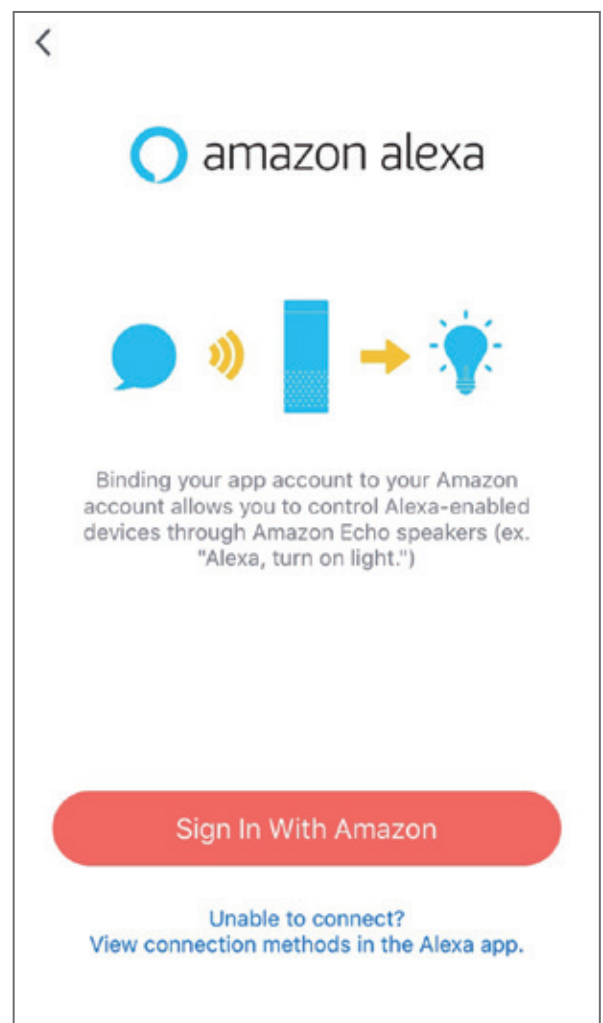 amazon alexa
Binding your app account to your Amazon
account allows you to control Alexa-enabled
devices through Amazon Echo speakers (ex.
"Alexa, turn on light.")
Sign In With Amazon
Unable to connect?
View connection methods in the Alexa app.